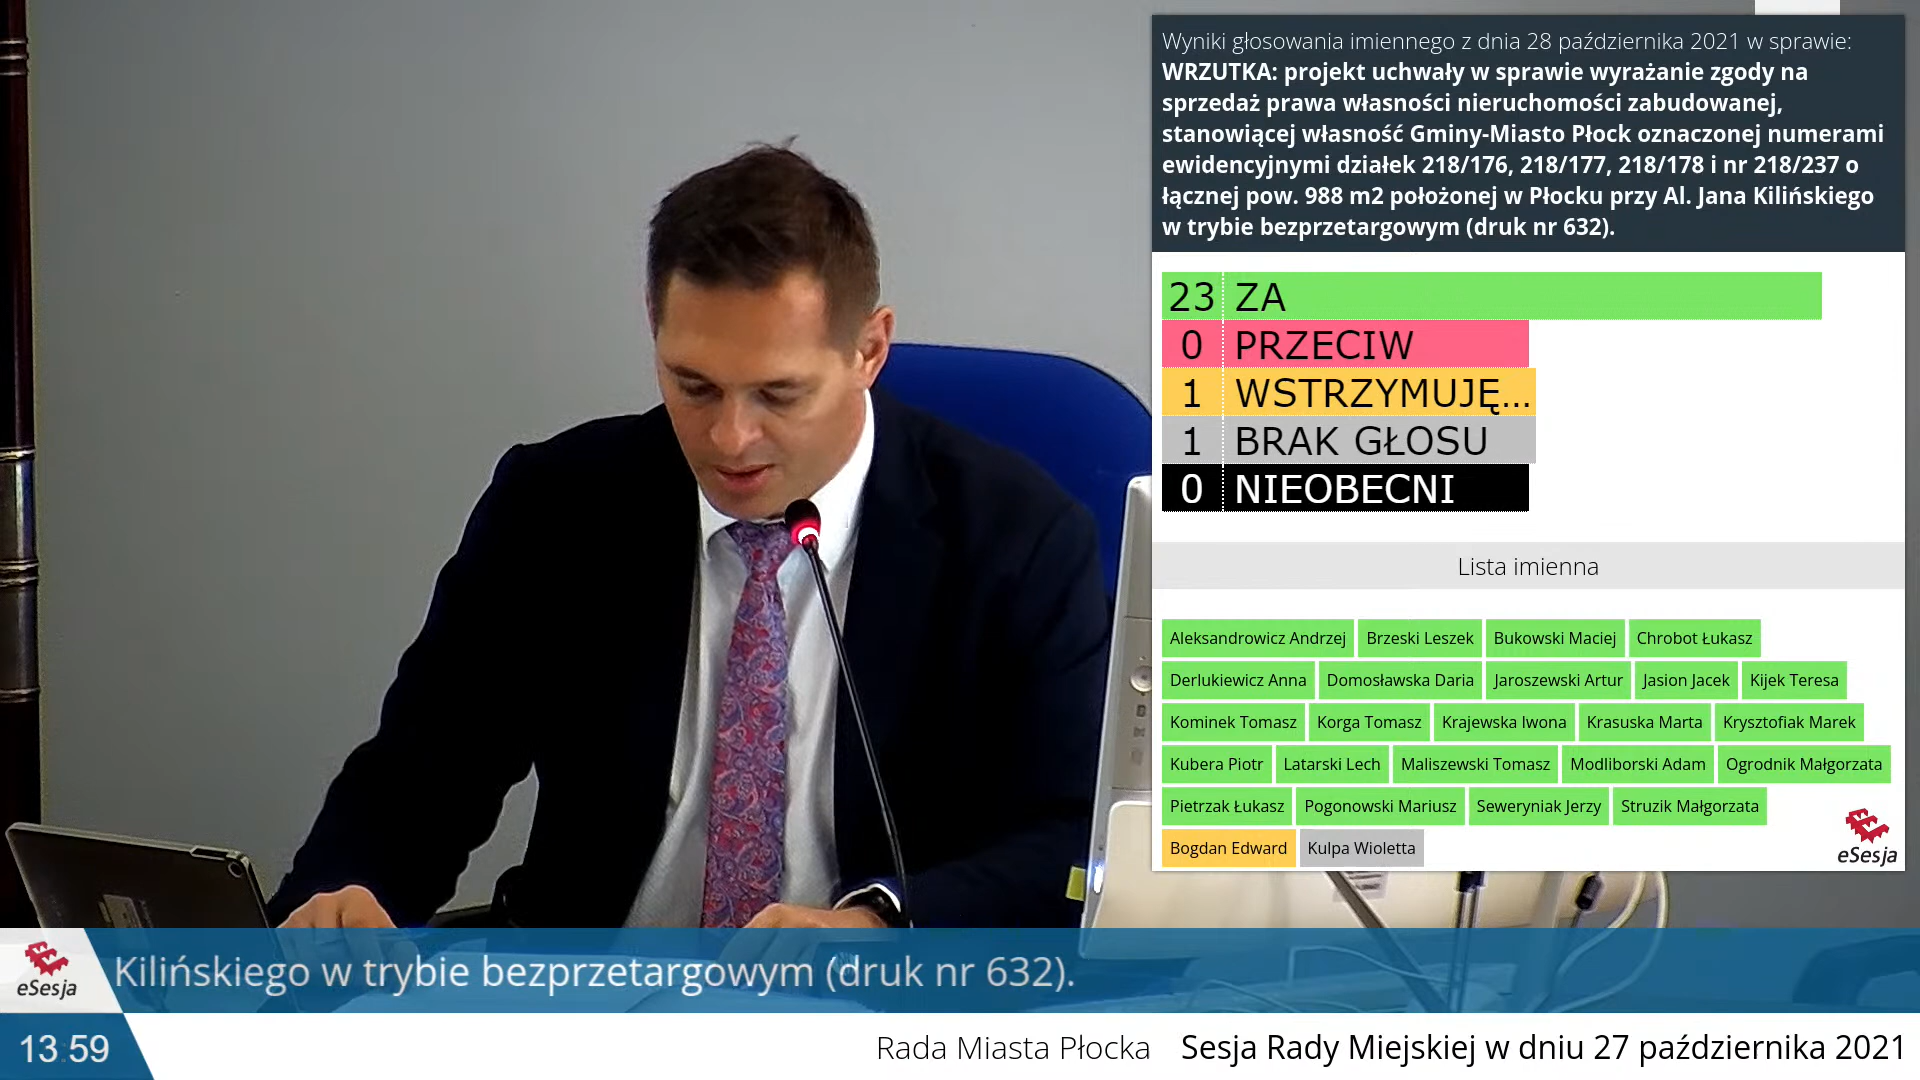 Wyniki głosowania imiennego z dnia 28 października 2021 w sprawie:
WRZUTKA: projekt uchwały w sprawie wyrażanie zgody na
sprzedaż prawa własności nieruchomości zabudowanej,
stanowiącej własność Gminy-Miasto Płock oznaczonej numerami
ewidencyjnymi działek 218/176, 218/177, 218/178 i nr 218/237 o
łącznej pow. 988 m2 położonej w Płocku przy Al. Jana Kilińskiego
w trybie bezprzetargowym (druk nr 632).
23 ZA
0 PRZECIW
1 WSTRZYMUJĘ...
1 BRAK GŁOSU
0 NIEOBECNI
Lista imienna
Aleksandrowicz Andrzej Brzeski Leszek Bukowski Maciej Chrobot Łukasz
Derlukiewicz Anna Domosławska Daria Jaroszewski Artur Jasion Jacek Kijek Teresa
Kominek Tomasz Korga Tomasz Krajewska Iwona Krasuska Marta Krysztofiak Marek
Kubera Piotr Latarski Lech Maliszewski Tomasz Modliborski Adam Ogrodnik Małgorzata
Pietrzak Łukasz Pogonowski Mariusz Seweryniak Jerzy Struzik Małgorzata
Bogdan Edward Kulpa Wioletta
eSesja
eSesja
Kilińskiego w trybie bezprzetargowym (druk nr 632).
13:59
Rada Miasta Płocka Sesja Rady Miejskiej w dniu 27 października 2021